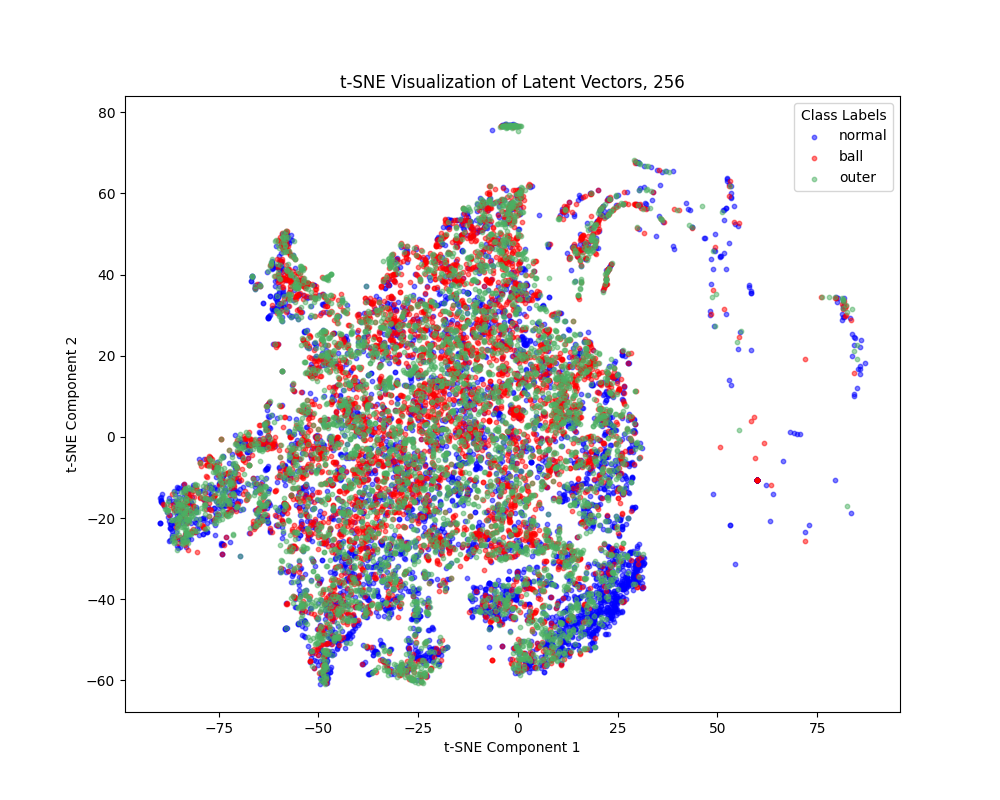 t-SNE Visualization of Latent Vectors, 256
Class Labels
normal
ball
outer
80
60
40
20
0
−20
−40
−60
t-SNE Component 2
−75
−50
−25
0
25
50
75
t-SNE Component 1